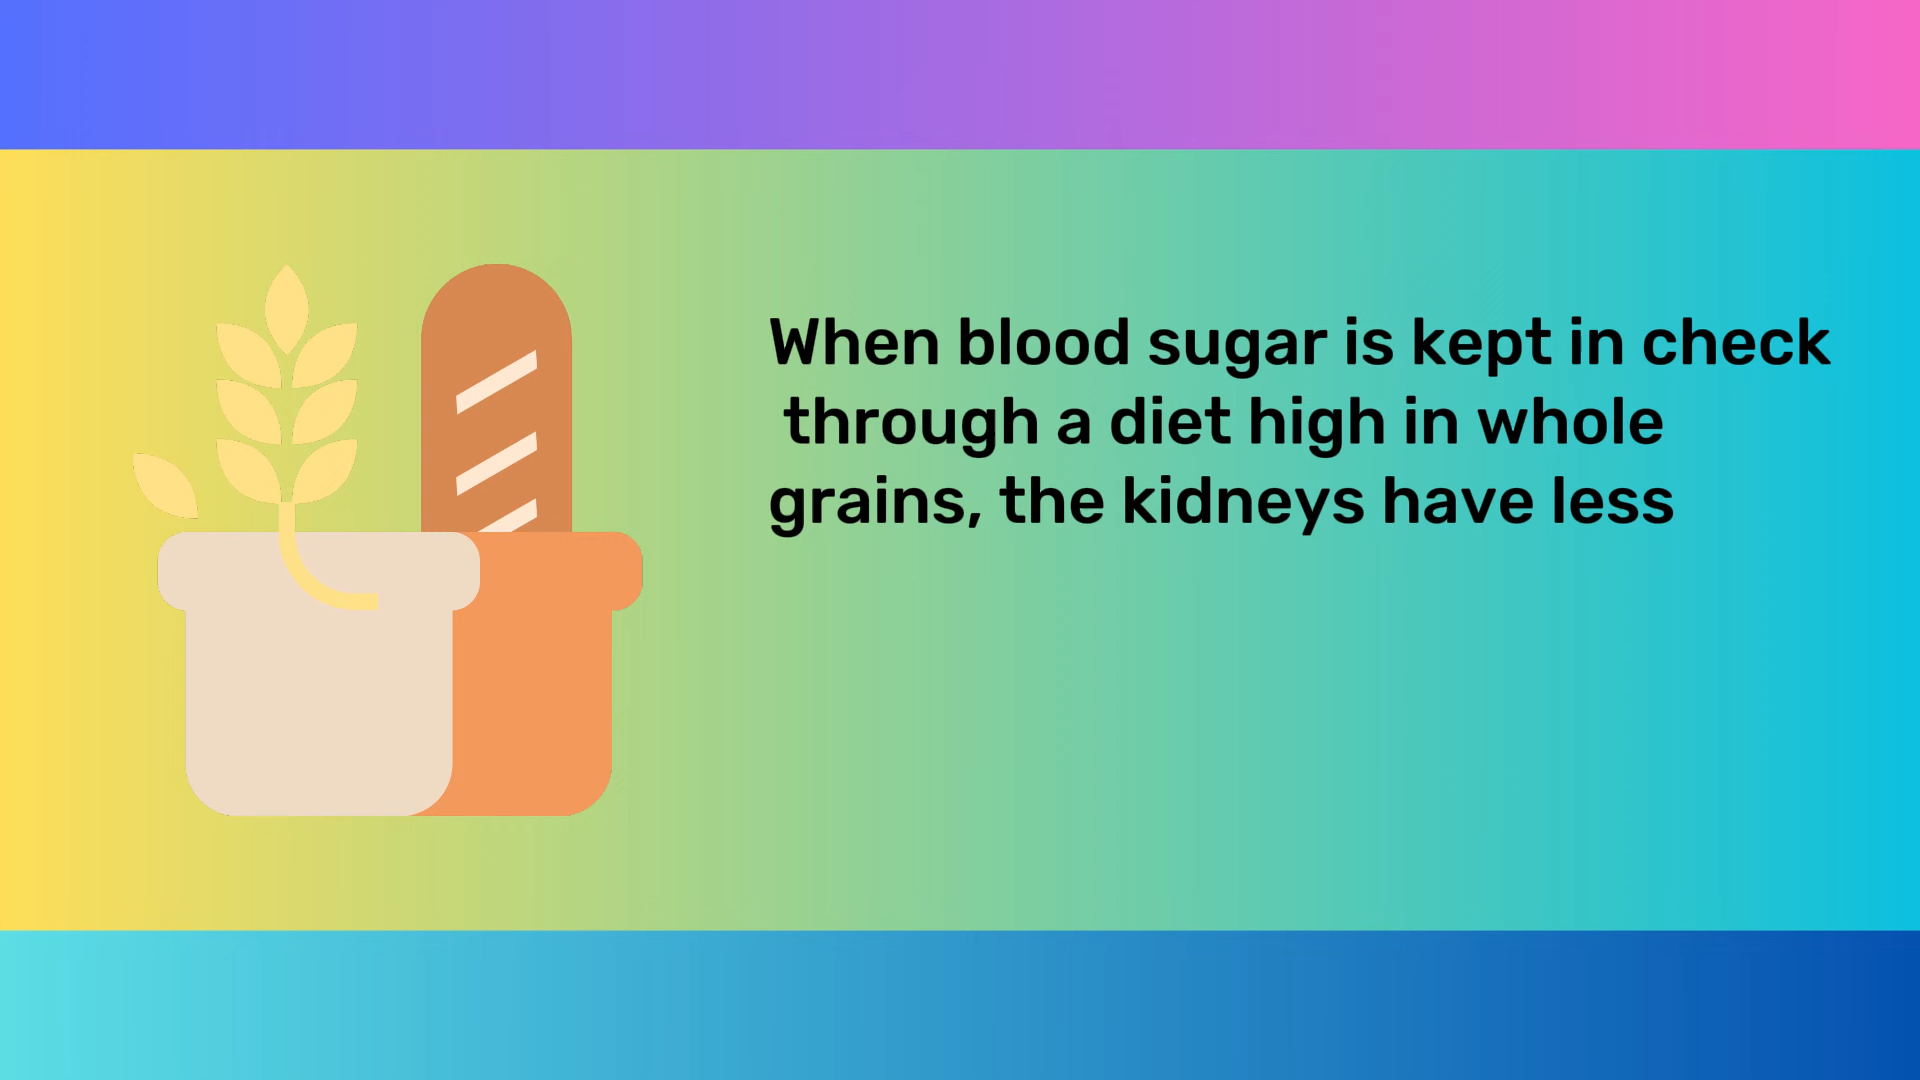 When blood sugar is kept in check
through a diet high in whole
grains, the kidneys have less